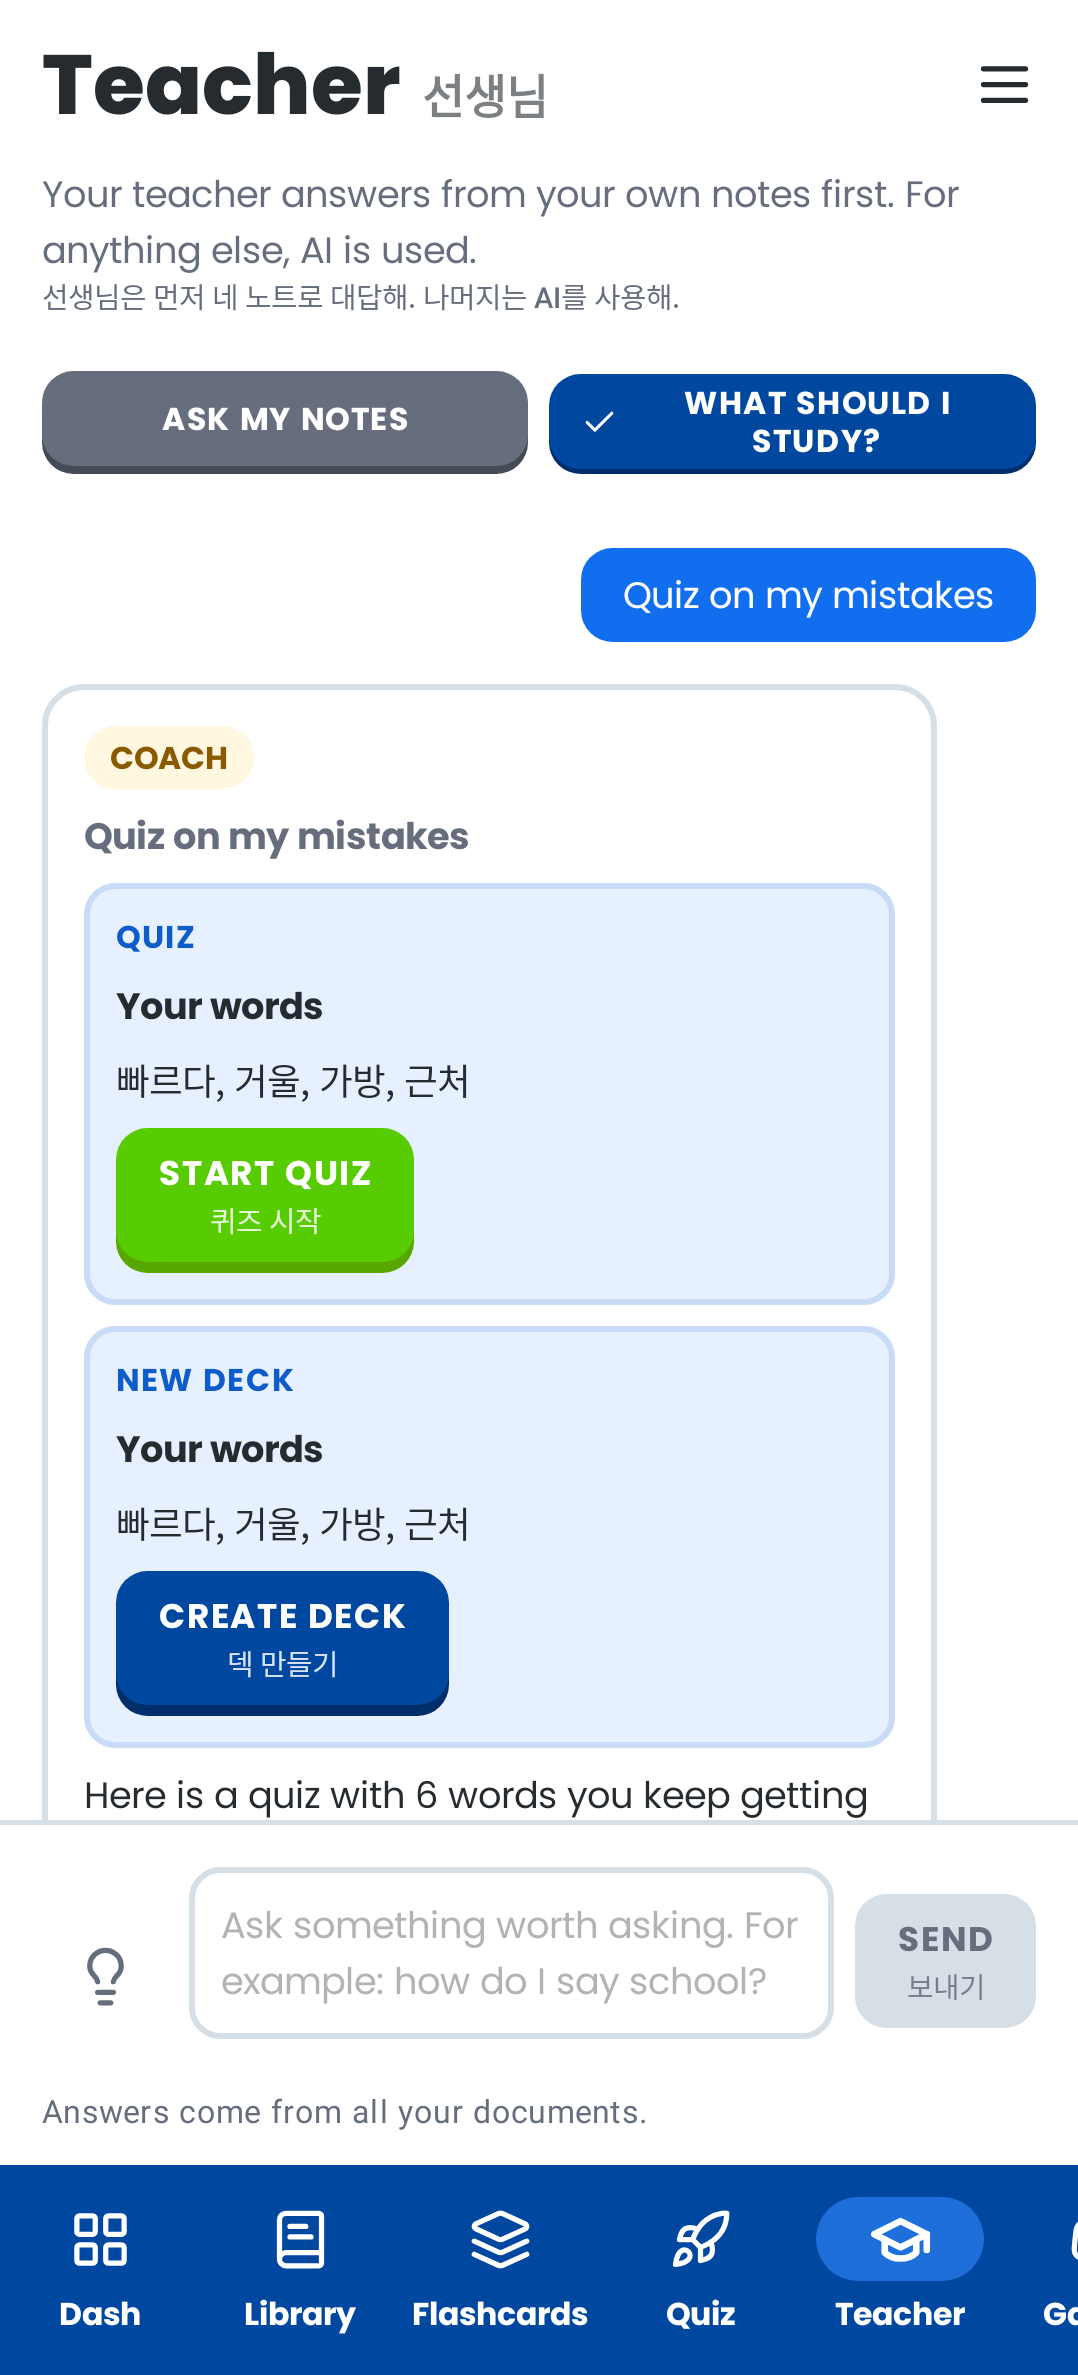 Teacher 선생님
Your teacher answers from your own notes first. For
anything else, AI is used.
선생님은 먼저 네 노트로 대답해. 나머지는 AI를 사용해.
ASK MY NOTES
WHAT SHOULD I
STUDY?
Quiz on my mistakes
COACH
Quiz on my mistakes
QUIZ
Your words
빠르다, 거울, 가방, 근처
START QUIZ
퀴즈 시작
NEW DECK
Your words
빠르다, 거울, 가방, 근처
CREATE DECK
덱 만들기
Here is a quiz with 6 words you keep getting
Ask something worth asking. For
example: how do I say school?
SEND
보내기
Answers come from all your documents.
Dash
Library
Flashcards
Quiz
Teacher